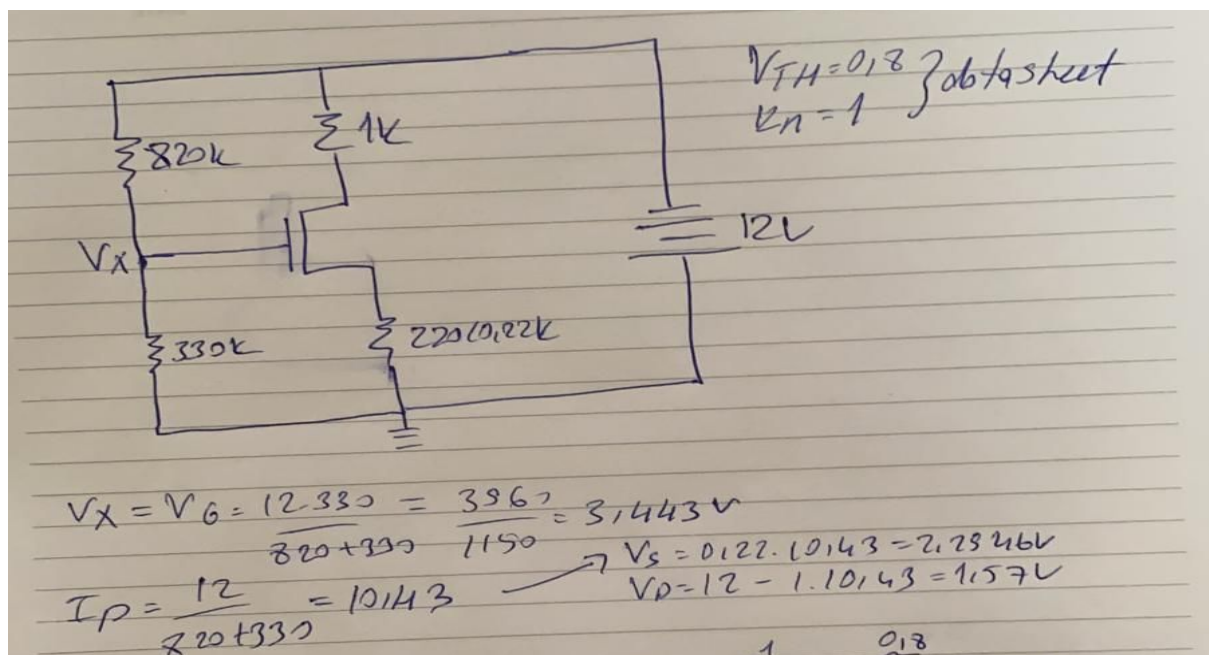 VTH=0,8 } datasheet
kn=1
1K
820K
VX
12V
330K
220(0,22K
VX = VG = 12.330 / 820+330 = 3960 / 1150 = 3,443V
ID = 12 / 820+330 = 10,43 → VS = 0,22.10,43=2,2946V
VD=12 - 1.10,43=1,57V
1 0,8